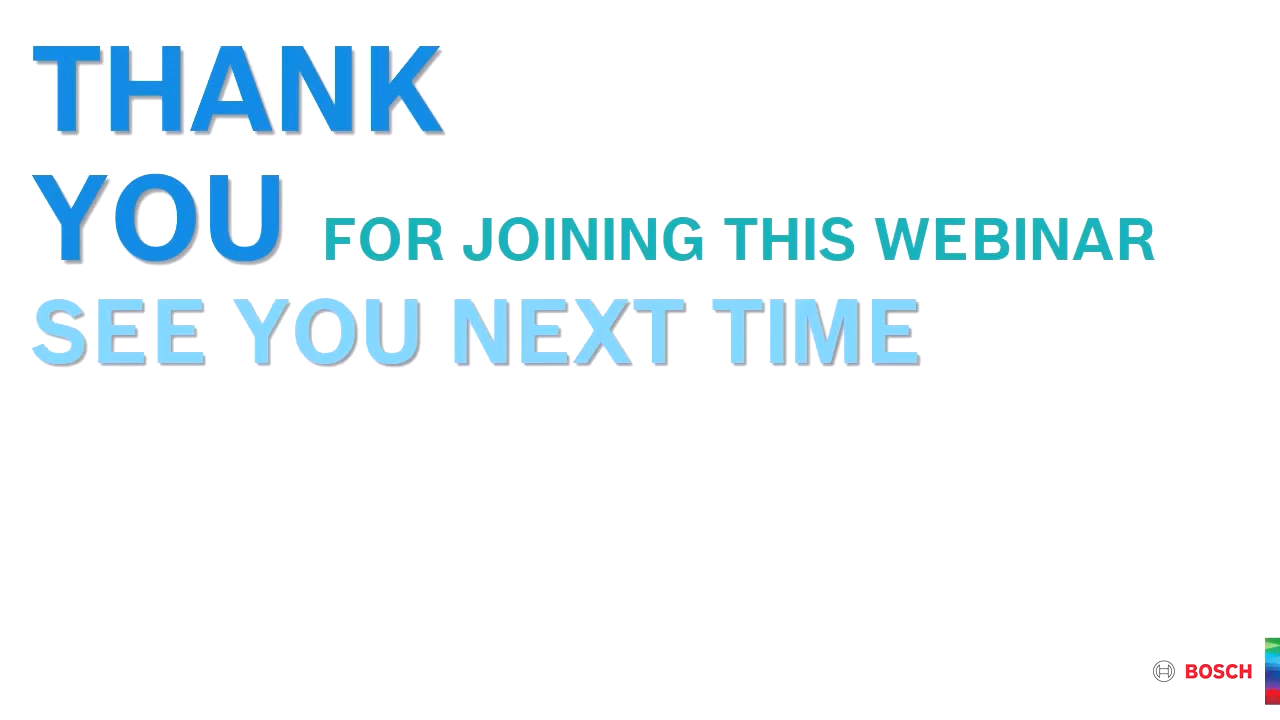 THANK
YOU FOR JOINING THIS WEBINAR
SEE YOU NEXT TIME
BOSCH